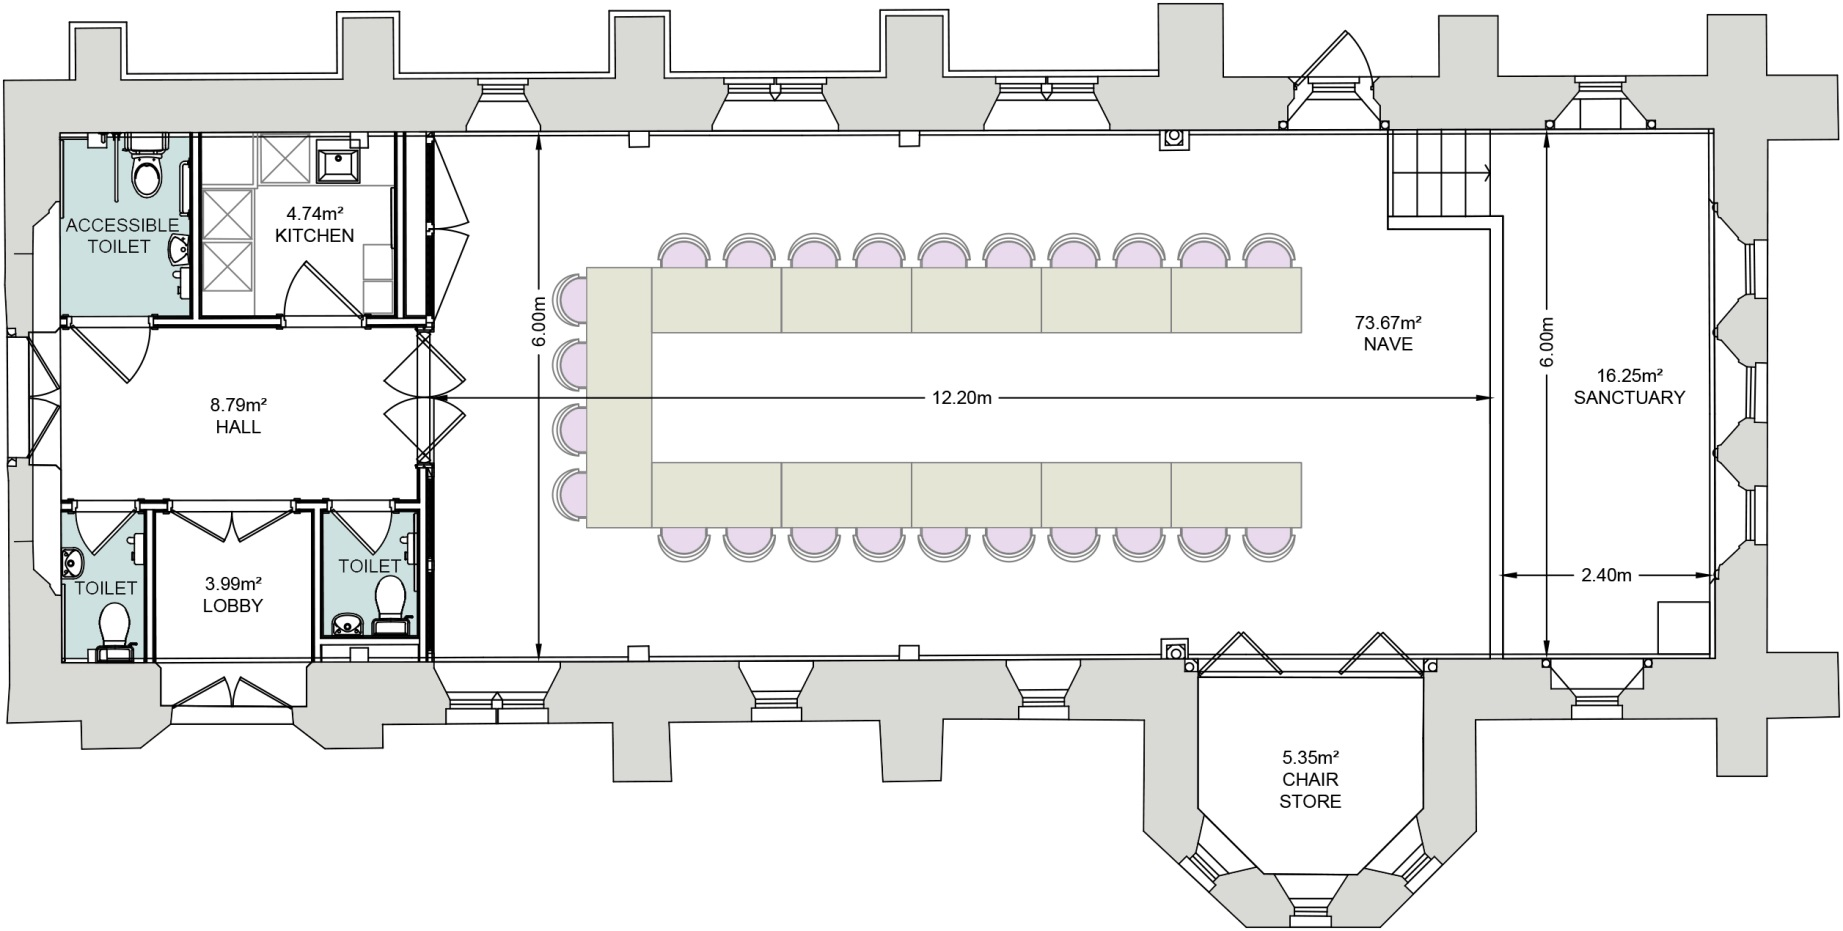 ACCESSIBLE
TOILET
4.74m²
KITCHEN
8.79m²
HALL
TOILET
3.99m²
LOBBY
TOILET
6.00m
12.20m
73.67m²
NAVE
6.00m
16.25m²
SANCTUARY
2.40m
5.35m²
CHAIR
STORE